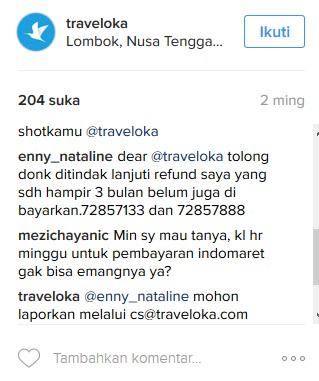 traveloka
Lombok, Nusa Tengga...
Ikuti
204 suka
2 ming
shotkamu @traveloka
enny_nataline dear @traveloka tolong
donk ditindak lanjuti refund saya yang
sdh hampir 3 bulan belum juga di
bayarkan.72857133 dan 72857888
mezichayanic Min sy mau tanya, kl hr
minggu untuk pembayaran indomaret
gak bisa emangnya ya?
traveloka @enny_nataline mohon
laporkan melalui cs@traveloka.com
Tambahkan komentar...